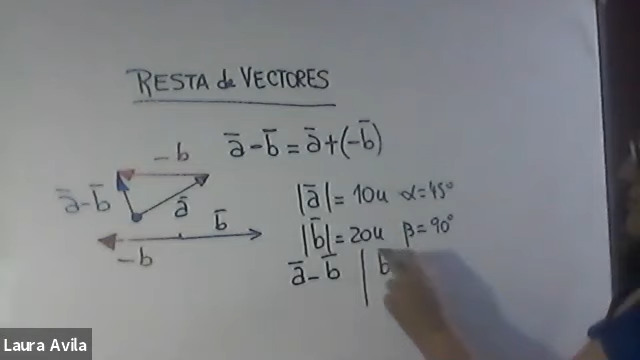 RESTA de VECTORES
a̅ - b̅ = a̅ + (-b̅)
-b
a̅ - b̅
a̅
b̅
-b
|a̅| = 10u α = 45°
|b̅| = 20u β = 90°
a̅ - b̅ | b
Laura Avila